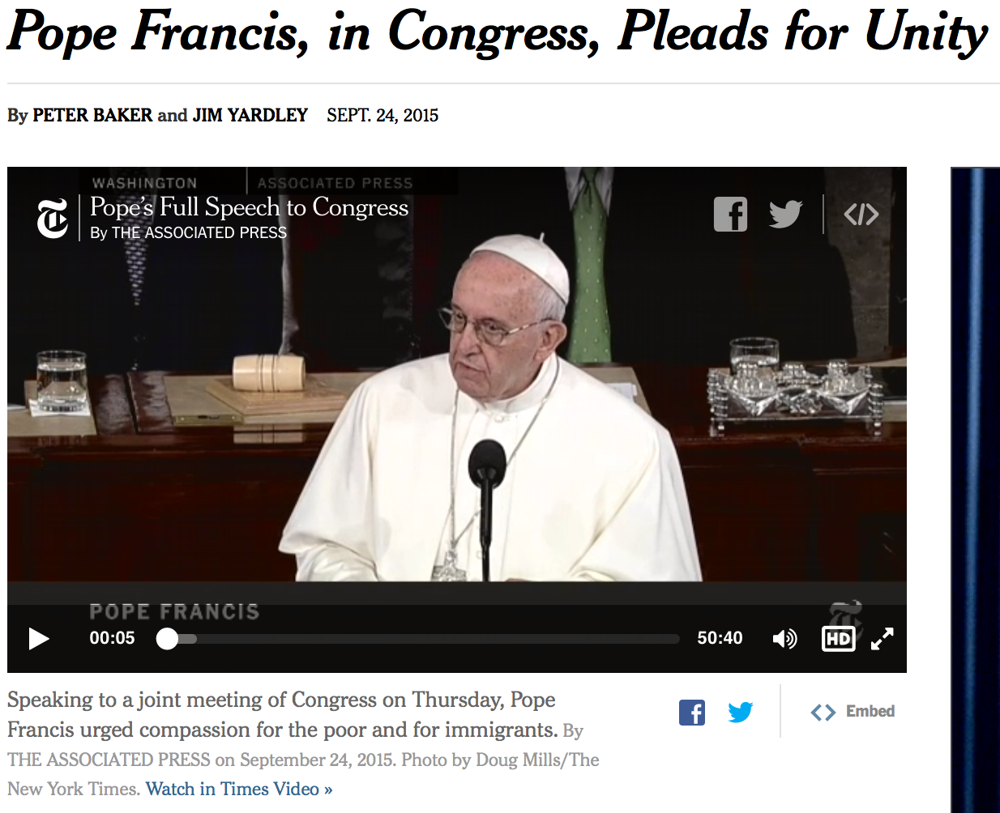 Pope Francis, in Congress, Pleads for Unity
By PETER BAKER and JIM YARDLEY SEPT. 24, 2015
WASHINGTON ASSOCIATED PRESS
Pope's Full Speech to Congress
By THE ASSOCIATED PRESS
POPE FRANCIS
00:05 50:40 HD
Speaking to a joint meeting of Congress on Thursday, Pope
Francis urged compassion for the poor and for immigrants. By
THE ASSOCIATED PRESS on September 24, 2015. Photo by Doug Mills/The
New York Times. Watch in Times Video »
Embed